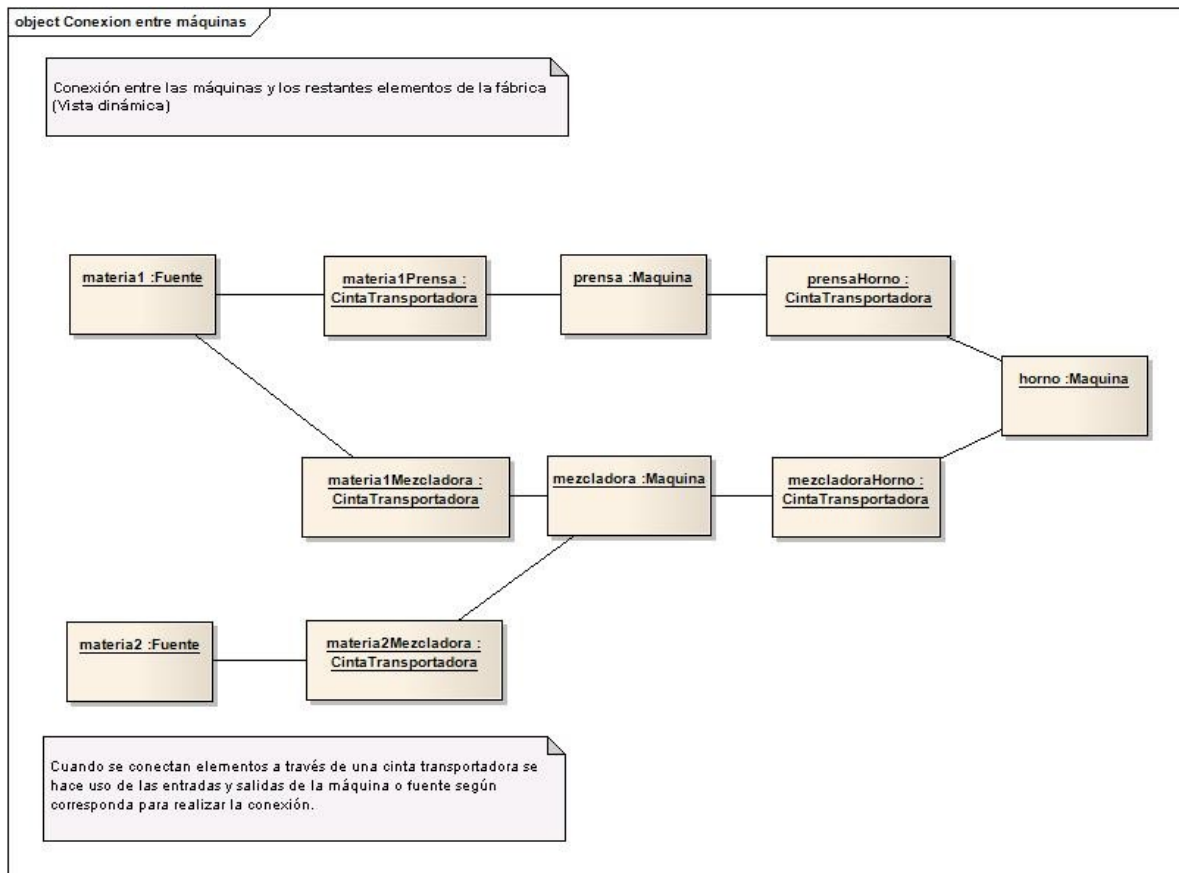 object Conexion entre máquinas
Conexión entre las máquinas y los restantes elementos de la fábrica
(Vista dinámica)
materia1 :Fuente
materia1Prensa :
CintaTransportadora
prensa :Maquina
prensaHorno :
CintaTransportadora
horno :Maquina
materia1Mezcladora :
CintaTransportadora
mezcladora :Maquina
mezcladoraHorno :
CintaTransportadora
materia2 :Fuente
materia2Mezcladora :
CintaTransportadora
Cuando se conectan elementos a través de una cinta transportadora se
hace uso de las entradas y salidas de la máquina o fuente según
corresponda para realizar la conexión.